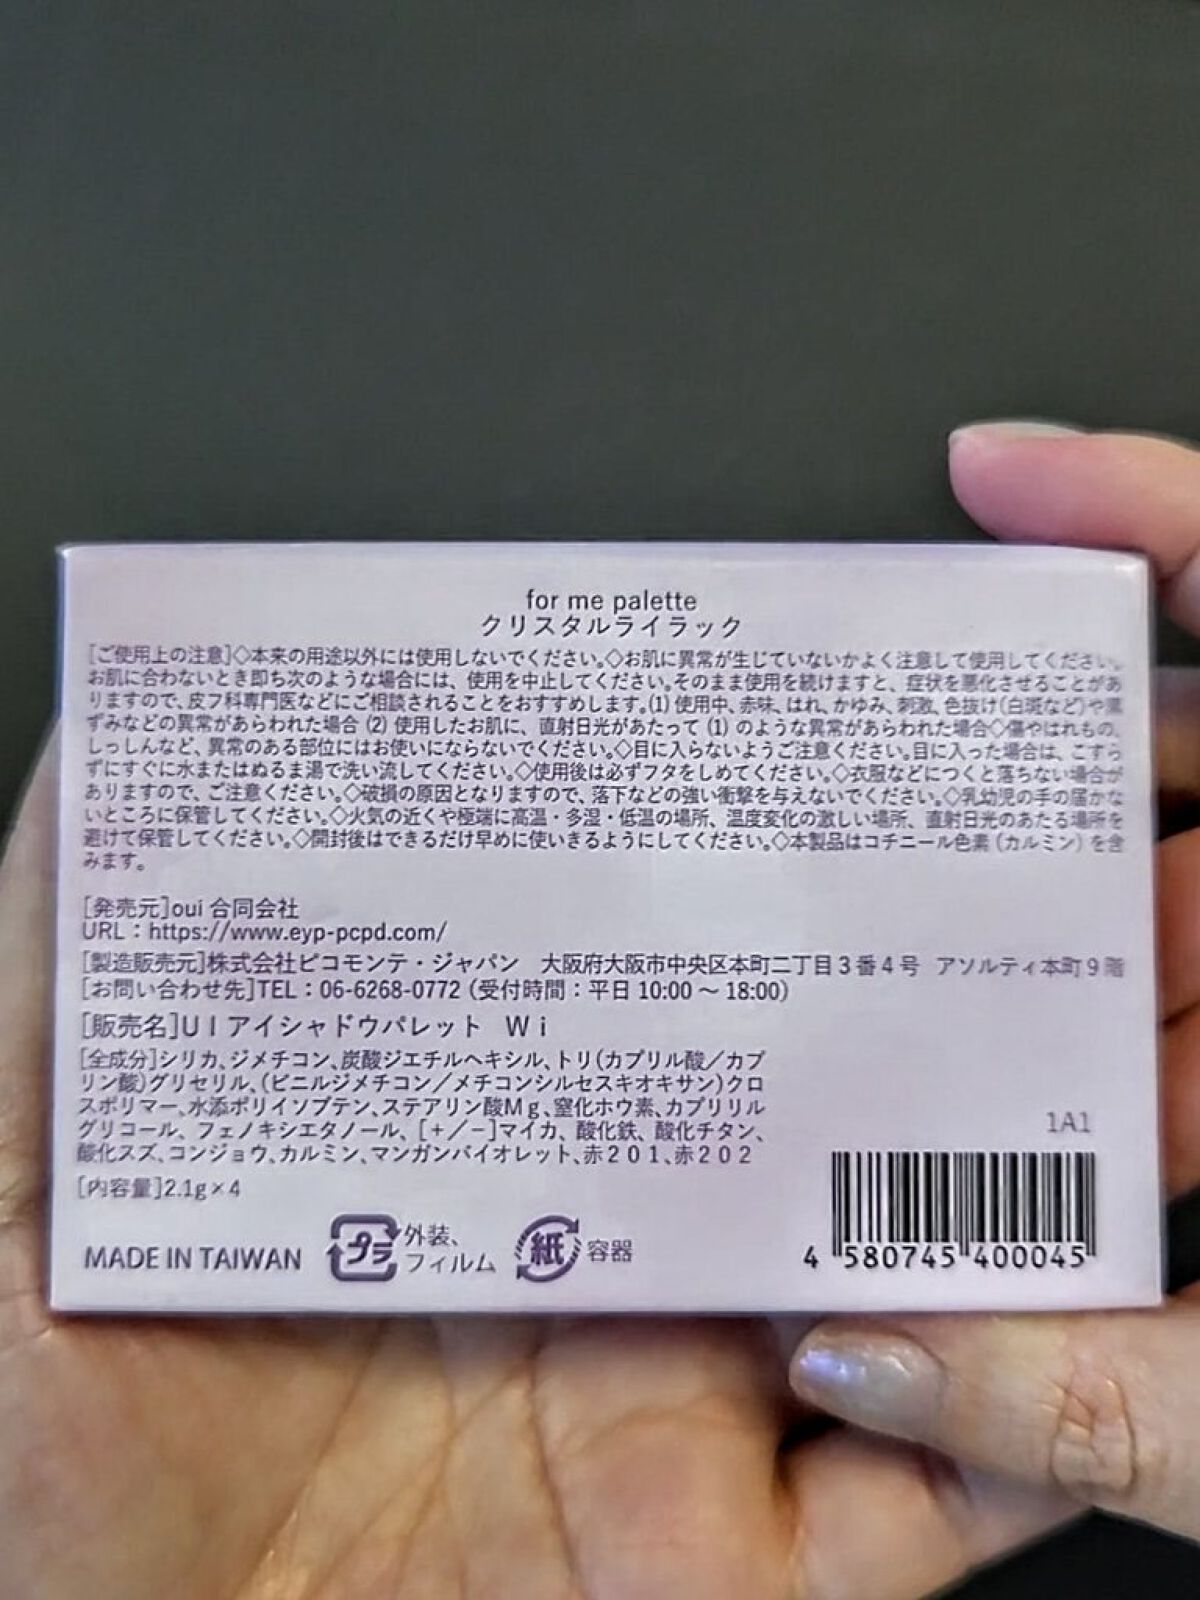 for me palette
クリスタルライラック
[ご使用上の注意]◇本来の用途以外には使用しないでください。◇お肌に異常が生じていないかよく注意して使用してください。
お肌に合わないとき即ち次のような場合には、使用を中止してください。そのまま使用を続けますと、症状を悪化させることがあ
りますので、皮フ科専門医などにご相談されることをおすすめします。(1) 使用中、赤味、はれ、かゆみ、刺激、色抜け(白斑など)や黒
ずみなどの異常があらわれた場合 (2) 使用したお肌に、直射日光があたって (1) のような異常があらわれた場合◇傷やはれもの、
しっしんなど、異常のある部位にはお使いにならないでください。◇目に入らないようご注意ください。目に入った場合は、こすら
ずにすぐに水またはぬるま湯で洗い流してください。◇使用後は必ずフタをしめてください。◇衣服などにつくと落ちない場合が
ありますので、ご注意ください。◇破損の原因となりますので、落下などの強い衝撃を与えないでください。◇乳幼児の手の届かな
いところに保管してください。◇火気の近くや極端に高温・多湿・低温の場所、温度変化の激しい場所、直射日光のあたる場所を
避けて保管してください。◇開封後はできるだけ早めに使いきるようにしてください。◇本製品はコチニール色素 (カルミン) を含
みます。
[発売元]oui 合同会社
URL：https://www.eyp-pcpd.com/
[製造販売元]株式会社ピコモンテ・ジャパン 大阪府大阪市中央区本町二丁目３番４号 アソルティ本町９階
[お問い合わせ先]TEL：06-6268-0772 (受付時間：平日 10:00 ～ 18:00)
[販売名]ＵＩアイシャドウパレット Ｗｉ
[全成分]シリカ、ジメチコン、炭酸ジエチルヘキシル、トリ(カプリル酸／カプ
リン酸)グリセリル、(ビニルジメチコン／メチコンシルセスキオキサン)クロ
スポリマー、水添ポリイソブテン、ステアリン酸Ｍｇ、窒化ホウ素、カプリリル
グリコール、フェノキシエタノール、[＋／－]マイカ、酸化鉄、酸化チタン、
酸化スズ、コンジョウ、カルミン、マンガンバイオレット、赤２０１、赤２０２
[内容量]2.1g×4
1A1
MADE IN TAIWAN
プラ
外装、
フィルム
紙
容器
4 580745 400045